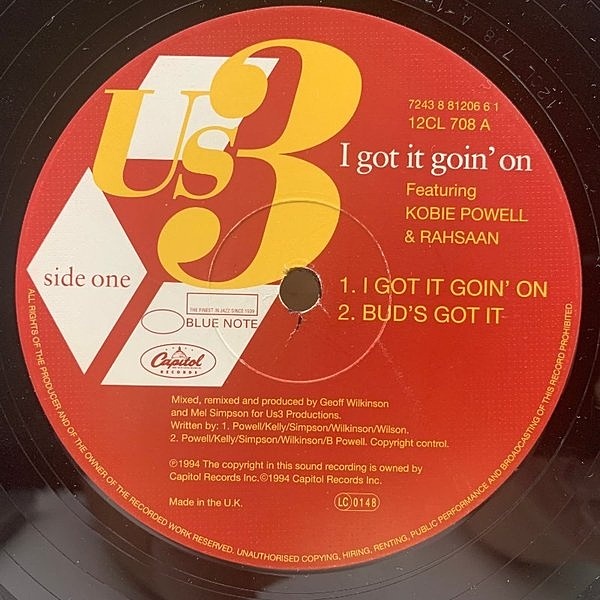 Us3
7243 8 81206 6 1
12CL 708 A
I got it goin' on
Featuring
KOBIE POWELL
& RAHSAAN
side one
1. I GOT IT GOIN' ON
2. BUD'S GOT IT
THE FINEST IN JAZZ SINCE 1939
BLUE NOTE
Capitol
RECORDS
Mixed, remixed and produced by Geoff Wilkinson
and Mel Simpson for Us3 Productions.
Written by: 1. Powell/Kelly/Simpson/Wilkinson/Wilson.
2. Powell/Kelly/Simpson/Wilkinson/B Powell. Copyright control.
℗1994 The copyright in this sound recording is owned by
Capitol Records Inc.©1994 Capitol Records Inc.
Made in the U.K.
LC 0148
ALL RIGHTS OF THE PRODUCER AND OF THE OWNER OF THE RECORDED WORK RESERVED. UNAUTHORISED COPYING, HIRING, RENTING, PUBLIC PERFORMANCE AND BROADCASTING OF THIS RECORD PROHIBITED.